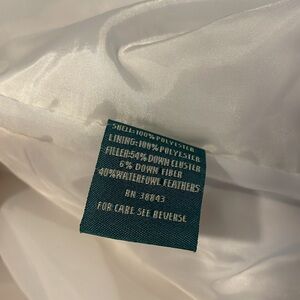 SHELL:100%POLYESTER
LINING:100%POLYESTER
FILLER:54%DOWN CLUSTER
6% DOWN FIBER
40%WATERFOWL FEATHERS
RN 38843
FOR CARE SEE REVERSE